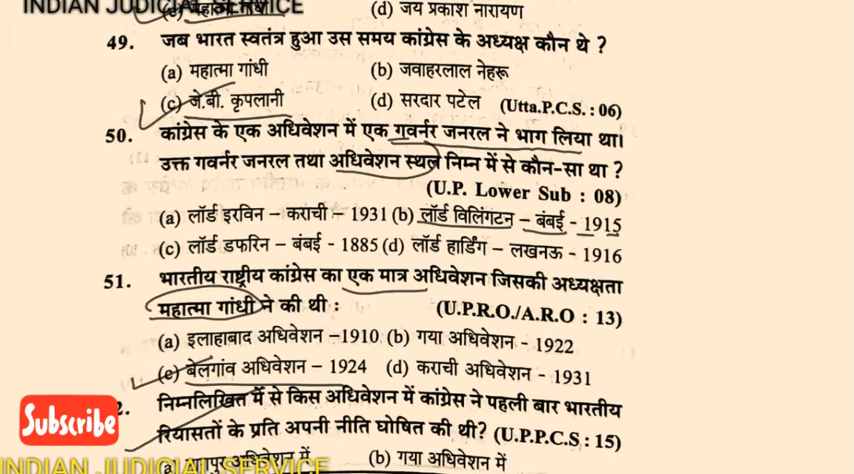 INDIAN JUDICIAL SERVICE
(c) महात्मा गांधी (d) जय प्रकाश नारायण
49. जब भारत स्वतंत्र हुआ उस समय कांग्रेस के अध्यक्ष कौन थे ?
(a) महात्मा गांधी (b) जवाहरलाल नेहरू
(c) जे.बी. कृपलानी (d) सरदार पटेल (Utta.P.C.S. : 06)
50. कांग्रेस के एक अधिवेशन में एक गवर्नर जनरल ने भाग लिया था।
उक्त गवर्नर जनरल तथा अधिवेशन स्थल निम्न में से कौन-सा था ?
(U.P. Lower Sub : 08)
(a) लॉर्ड इरविन – कराची – 1931 (b) लॉर्ड विलिंगटन – बंबई - 1915
(c) लॉर्ड डफरिन – बंबई - 1885 (d) लॉर्ड हार्डिंग – लखनऊ - 1916
51. भारतीय राष्ट्रीय कांग्रेस का एक मात्र अधिवेशन जिसकी अध्यक्षता
महात्मा गांधी ने की थी : (U.P.R.O./A.R.O : 13)
(a) इलाहाबाद अधिवेशन –1910 (b) गया अधिवेशन - 1922
(c) बेलगांव अधिवेशन – 1924 (d) कराची अधिवेशन - 1931
2. निम्नलिखित में से किस अधिवेशन में कांग्रेस ने पहली बार भारतीय
रियासतों के प्रति अपनी नीति घोषित की थी? (U.P.P.C.S : 15)
Subscribe
(a) अधिवेशन में (b) गया अधिवेशन में
INDIAN JUDICIAL SERVICE